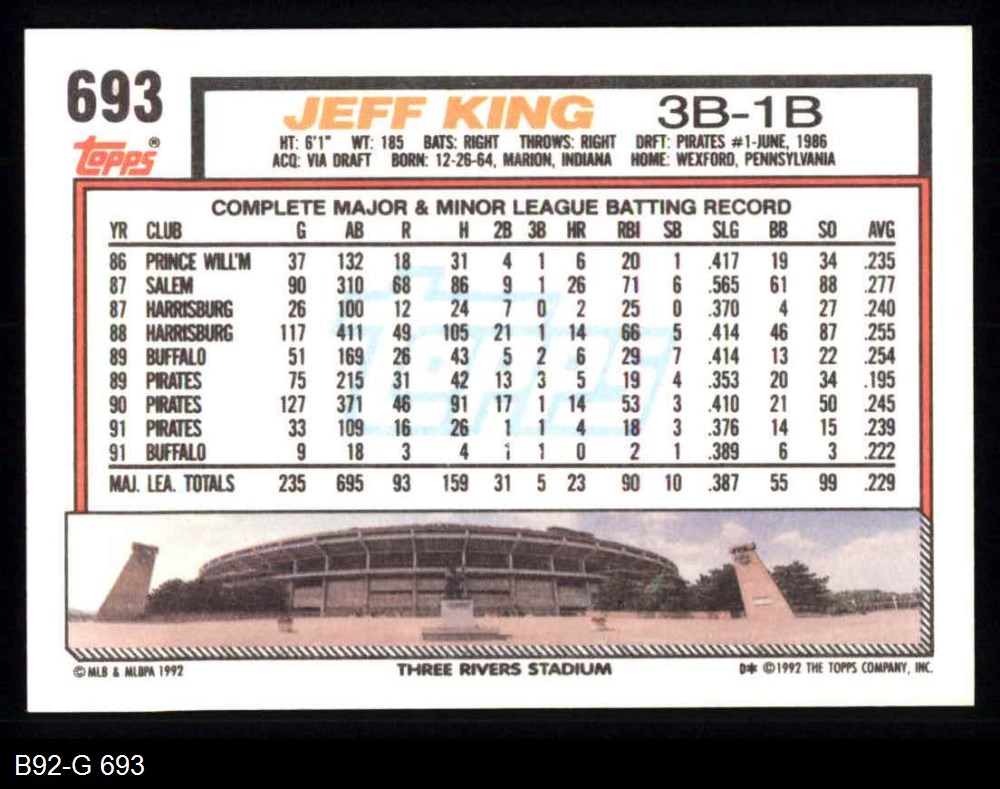 693
JEFF KING 3B-1B
topps®
HT: 6'1" WT: 185 BATS: RIGHT THROWS: RIGHT DRFT: PIRATES #1-JUNE, 1986
ACQ: VIA DRAFT BORN: 12-26-64, MARION, INDIANA HOME: WEXFORD, PENNSYLVANIA
COMPLETE MAJOR & MINOR LEAGUE BATTING RECORD
YR CLUB G AB R H 2B 3B HR RBI SB SLG BB SO AVG
86 PRINCE WILL'M 37 132 18 31 4 1 6 20 1 .417 19 34 .235
87 SALEM 90 310 68 86 9 1 26 71 6 .565 61 88 .277
87 HARRISBURG 26 100 12 24 7 0 2 25 0 .370 4 27 .240
88 HARRISBURG 117 411 49 105 21 1 14 66 5 .414 46 87 .255
89 BUFFALO 51 169 26 43 5 2 6 29 7 .414 13 22 .254
89 PIRATES 75 215 31 42 13 3 5 19 4 .353 20 34 .195
90 PIRATES 127 371 46 91 17 1 14 53 3 .410 21 50 .245
91 PIRATES 33 109 16 26 1 1 4 18 3 .376 14 15 .239
91 BUFFALO 9 18 3 4 1 1 0 2 1 .389 6 3 .222
MAJ. LEA. TOTALS 235 695 93 159 31 5 23 90 10 .387 55 99 .229
topps
© MLB & MLBPA 1992 THREE RIVERS STADIUM D* © 1992 THE TOPPS COMPANY, INC.
B92-G 693